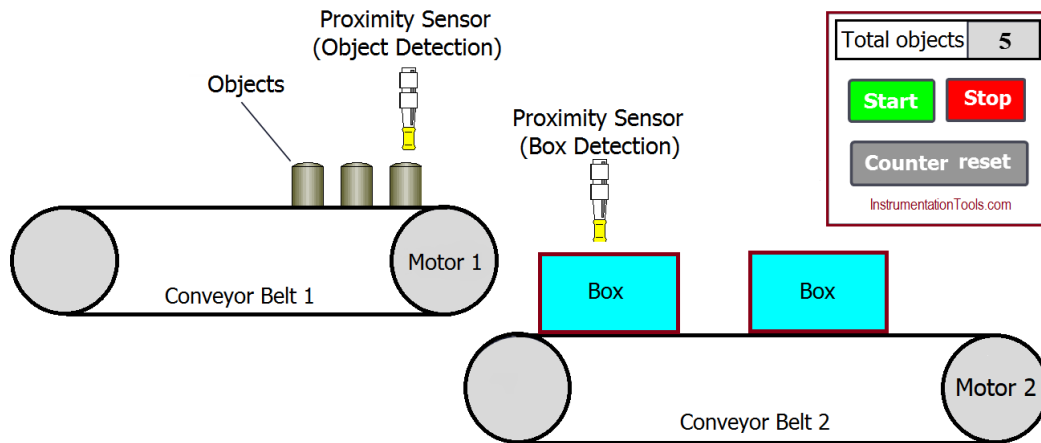 Proximity Sensor
(Object Detection)
Objects
Total objects 5
Start Stop
Counter reset
InstrumentationTools.com
Proximity Sensor
(Box Detection)
Motor 1
Conveyor Belt 1
Box
Box
Motor 2
Conveyor Belt 2